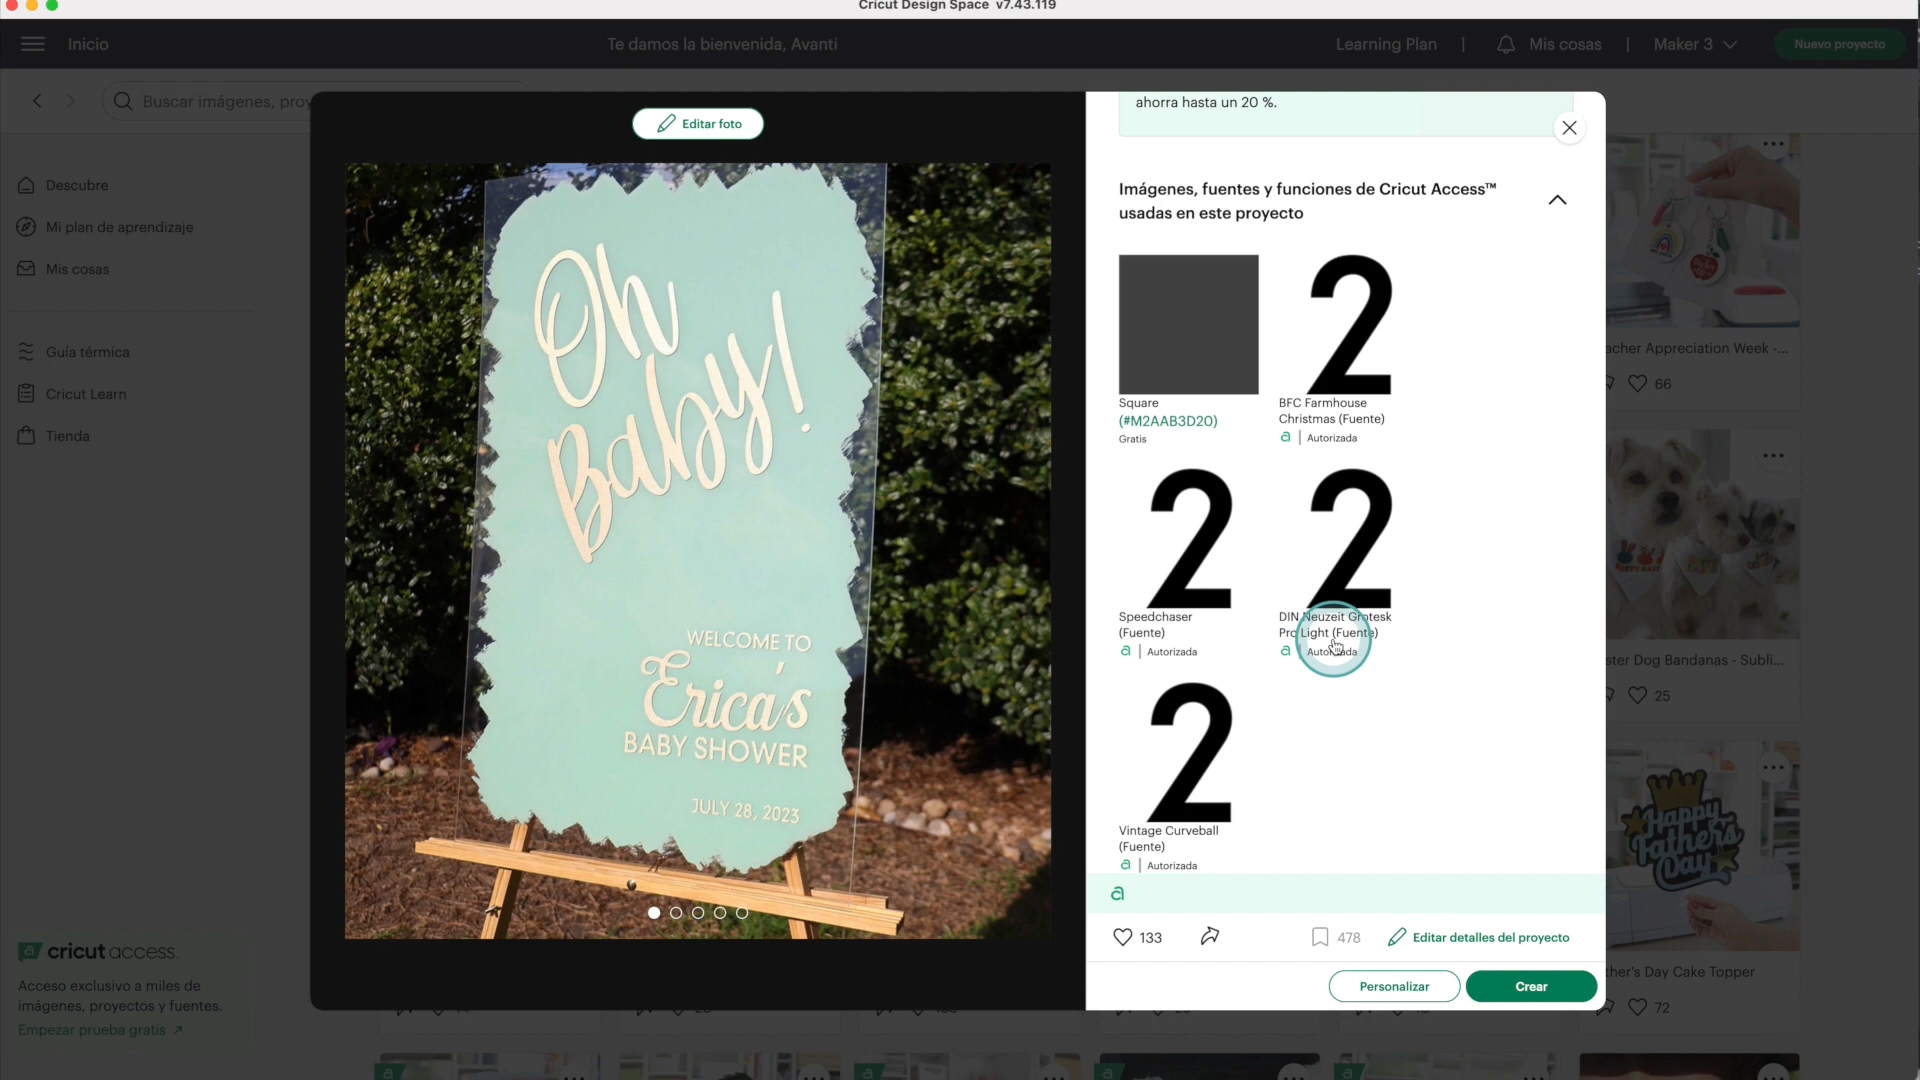 Cricut Design Space v7.43.119
Inicio
Te damos la bienvenida, Avanti
Learning Plan
Mis cosas
Maker 3
Nuevo proyecto
Buscar imágenes,
Descubre
Mi plan de aprendizaje
Mis cosas
Guía térmica
Cricut Learn
Tienda
cricut access.
Acceso exclusivo a miles de
imágenes, proyectos y fuentes.
Empezar prueba gratis
Editar foto
Oh
Baby!
WELCOME TO
Erica's
BABY SHOWER
JULY 28, 2023
ahorra hasta un 20 %.
Imágenes, fuentes y funciones de Cricut Access™
usadas en este proyecto
Square
(#M2AAB3D20)
Gratis
2
BFC Farmhouse
Christmas (Fuente)
a | Autorizada
2
Speedchaser
(Fuente)
a | Autorizada
2
DIN Neuzeit Grotesk
Pro Light (Fuente)
a | Autorizada
2
Vintage Curveball
(Fuente)
a | Autorizada
a
133
478
Editar detalles del proyecto
Personalizar
Crear
Appreciation Week -...
66
Dog Bandanas - Subli...
25
Happy
Father's
Day
Day Cake Topper
72